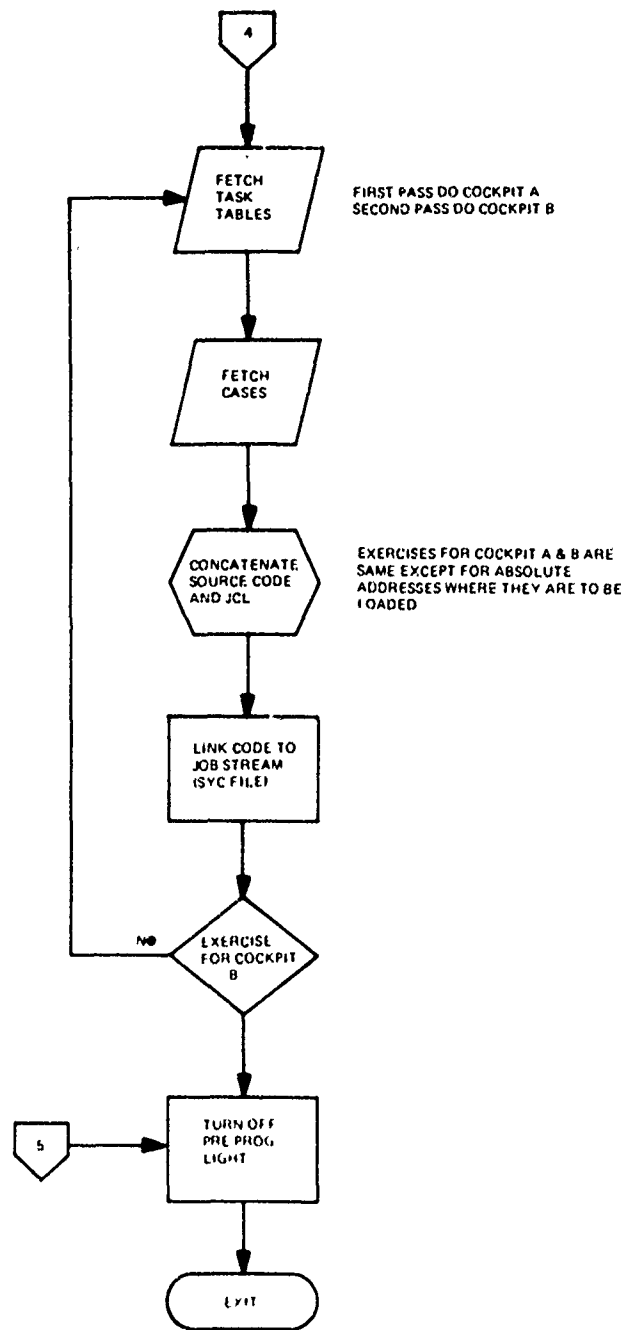 4
FETCH
TASK
TABLES
FIRST PASS DO COCKPIT A
SECOND PASS DO COCKPIT B
FETCH
CASES
CONCATENATE
SOURCE CODE
AND JCL
EXERCISES FOR COCKPIT A & B ARE
SAME EXCEPT FOR ABSOLUTE
ADDRESSES WHERE THEY ARE TO BE
LOADED
LINK CODE TO
JOB STREAM
(SYC FILE)
NO
EXERCISE
FOR COCKPIT
B
TURN OFF
PRE PROG
LIGHT
5
EXIT